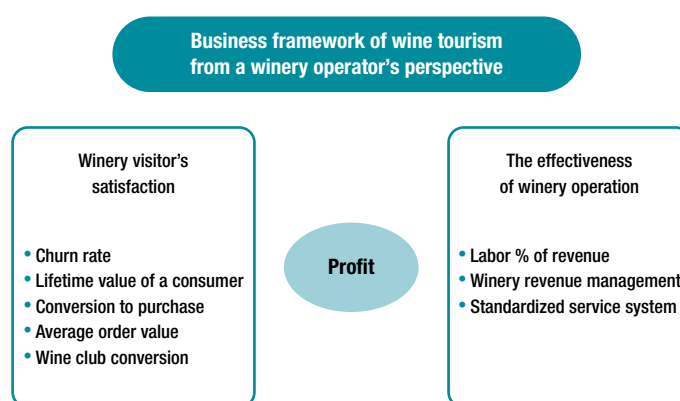 Business framework of wine tourism
from a winery operator's perspective
Winery visitor's
satisfaction
• Churn rate
• Lifetime value of a consumer
• Conversion to purchase
• Average order value
• Wine club conversion
Profit
The effectiveness
of winery operation
• Labor % of revenue
• Winery revenue management
• Standardized service system